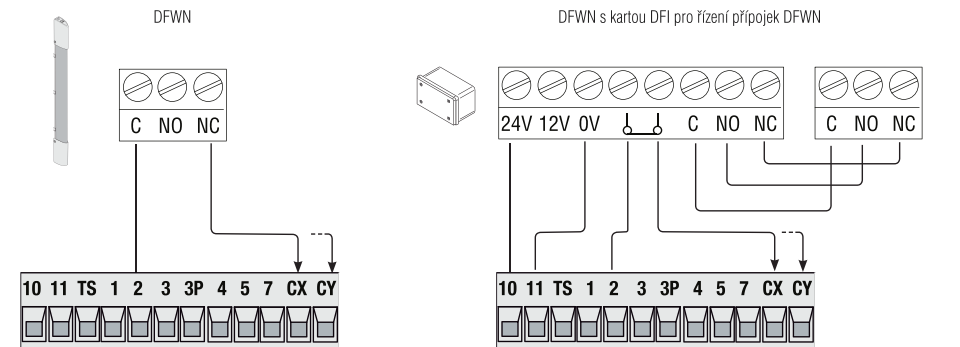 DFWN
DFWN s kartou DFI pro řízení přípojek DFWN
C NO NC
24V 12V 0V C NO NC
C NO NC
10 11 TS 1 2 3 3P 4 5 7 CX CY
10 11 TS 1 2 3 3P 4 5 7 CX CY